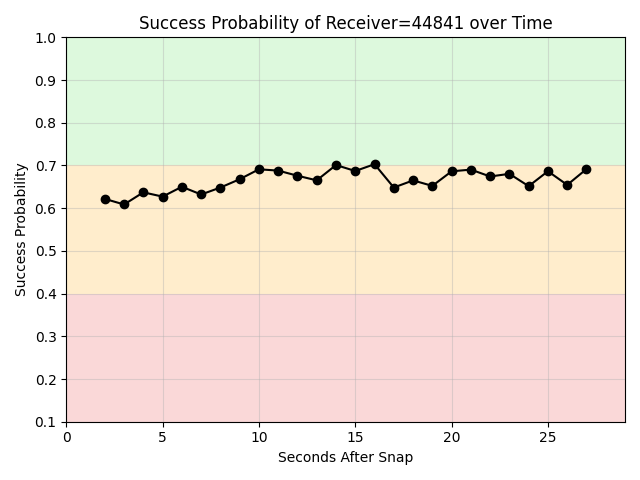 Success Probability of Receiver=44841 over Time
1.0
0.9
0.8
0.7
0.6
0.5
0.4
0.3
0.2
0.1
Success Probability
0 5 10 15 20 25
Seconds After Snap